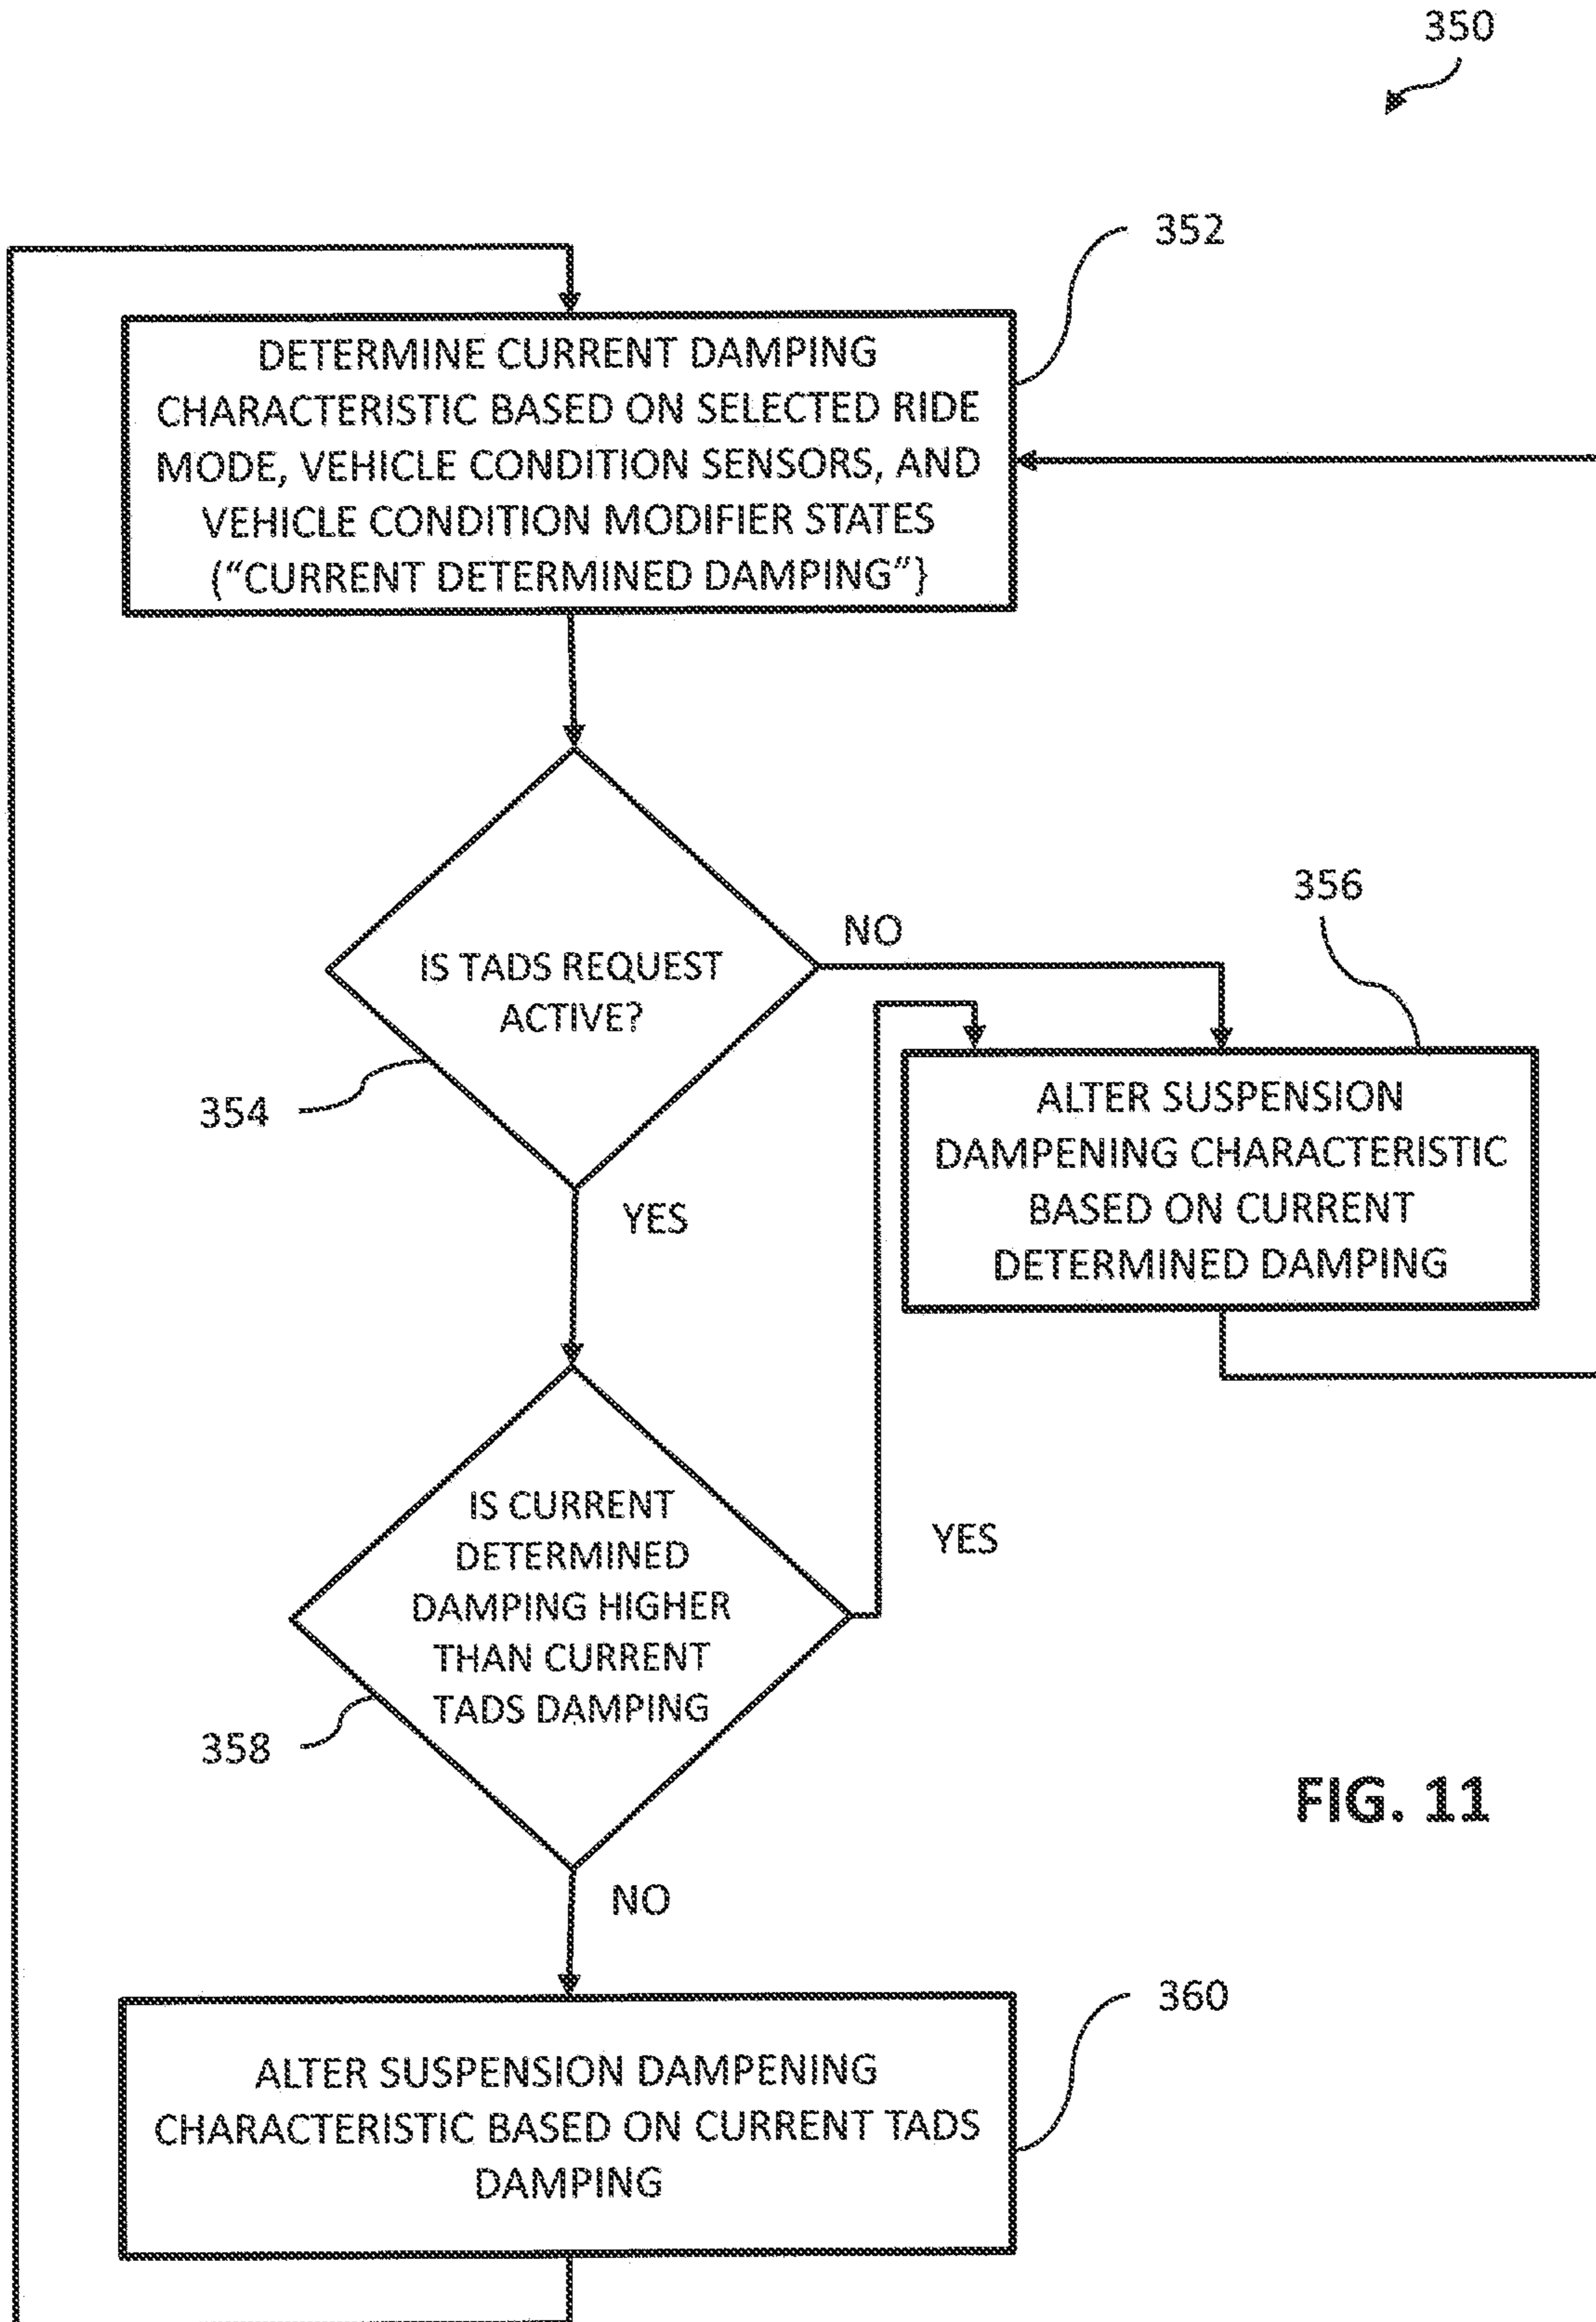 350
352
DETERMINE CURRENT DAMPING
CHARACTERISTIC BASED ON SELECTED RIDE
MODE, VEHICLE CONDITION SENSORS, AND
VEHICLE CONDITION MODIFIER STATES
(“CURRENT DETERMINED DAMPING”}
356
NO
IS TADS REQUEST
ACTIVE?
354
ALTER SUSPENSION
DAMPENING CHARACTERISTIC
BASED ON CURRENT
DETERMINED DAMPING
YES
IS CURRENT
DETERMINED
DAMPING HIGHER
THAN CURRENT
TADS DAMPING
YES
358
FIG. 11
NO
360
ALTER SUSPENSION DAMPENING
CHARACTERISTIC BASED ON CURRENT TADS
DAMPING